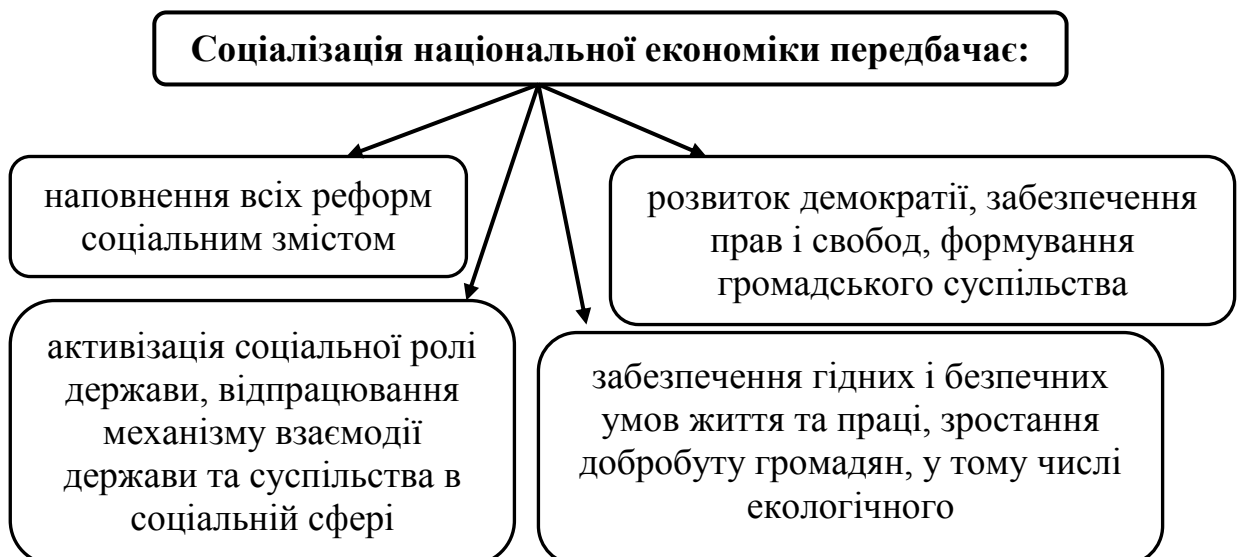 Соціалізація національної економіки передбачає:
наповнення всіх реформ
соціальним змістом
розвиток демократії, забезпечення
прав і свобод, формування
громадського суспільства
активізація соціальної ролі
держави, відпрацювання
механізму взаємодії
держави та суспільства в
соціальній сфері
забезпечення гідних і безпечних
умов життя та праці, зростання
добробуту громадян, у тому числі
екологічного